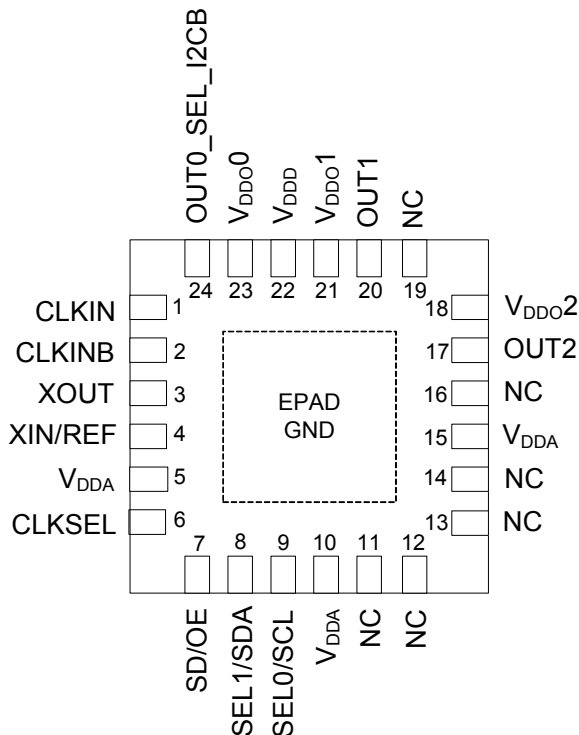 OUT0_SEL_I2CB
VDDO0
VDDD
VDDO1
OUT1
NC
24 23 22 21 20 19
CLKIN 1
CLKINB 2
XOUT 3
XIN/REF 4
VDDA 5
CLKSEL 6
EPAD
GND
18 VDDO2
17 OUT2
16 NC
15 VDDA
14 NC
13 NC
7 8 9 10 11 12
SD/OE
SEL1/SDA
SEL0/SCL
VDDA
NC
NC